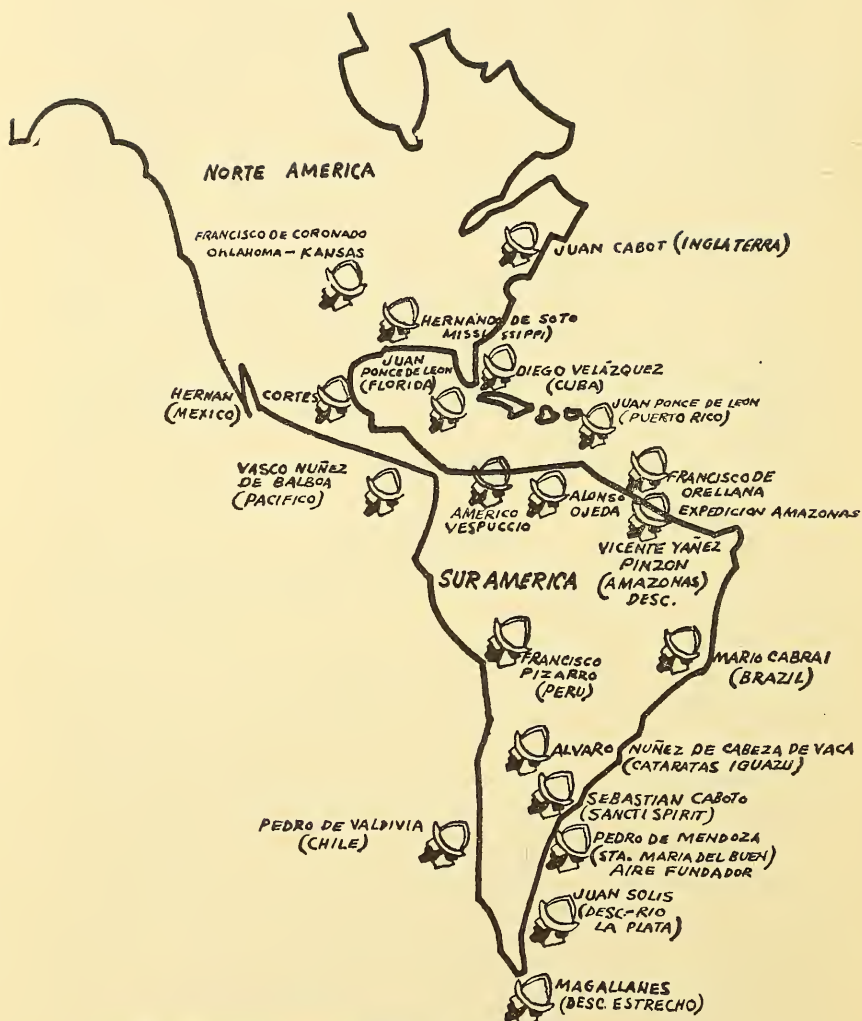 NORTE AMERICA
FRANCISCO DE CORONADO
OHLAHOMA - KANSAS
JUAN CABOT (INGLATERRA)
HERNANDO DE SOTO
MISSISSIPPI)
JUAN
PONCE DE LEON
(FLORIDA)
DIEGO VELÁZQUEZ
(CUBA)
HERNAN CORTES
(MEXICO)
JUAN PONCE DE LEON
(PUERTO RICO)
VASCO NUÑEZ
DE BALBOA
(PACIFICO)
AMÉRICO
VESPUCCIO
ALONSO
OJEDA
FRANCISCO DE
ORELLANA
EXPEDICION AMAZONAS
VICENTE YAÑEZ
PINZON
(AMAZONAS)
DESC.
SUR AMERICA
FRANCISCO
PIZARRO
(PERU)
MARIO CABRAI
(BRAZIL)
ALVARO NUÑEZ DE CABEZA DE VACA
(CATARATAS IGUAZU)
SEBASTIAN CABOTO
(SANCTI SPIRIT)
PEDRO DE VALDIVIA
(CHILE)
PEDRO DE MENDOZA
(STA. MARIA DEL BUEN)
AIRE FUNDADOR
JUAN SOLIS
(DESC.-RIO
LA PLATA)
MAGALLANES
(DESC. ESTRECHO)